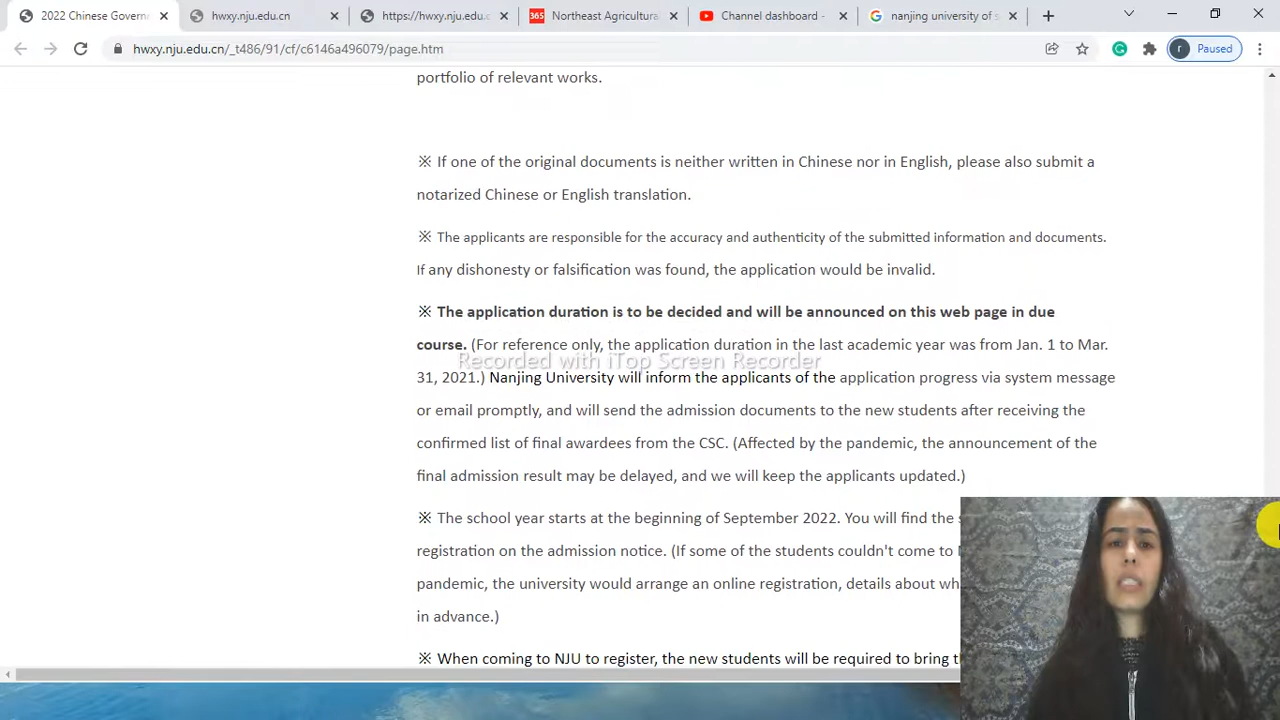 2022 Chinese Govern
hwxy.nju.edu.cn
https://hwxy.nju.edu.c
365
Northeast Agricultura
Channel dashboard -
nanjing university of s
hwxy.nju.edu.cn/_t486/91/cf/c6146a496079/page.htm
r
Paused
portfolio of relevant works.
※ If one of the original documents is neither written in Chinese nor in English, please also submit a
notarized Chinese or English translation.
※ The applicants are responsible for the accuracy and authenticity of the submitted information and documents.
If any dishonesty or falsification was found, the application would be invalid.
※ The application duration is to be decided and will be announced on this web page in due
course. (For reference only, the application duration in the last academic year was from Jan. 1 to Mar.
Recorded with iTop Screen Recorder
31, 2021.) Nanjing University will inform the applicants of the application progress via system message
or email promptly, and will send the admission documents to the new students after receiving the
confirmed list of final awardees from the CSC. (Affected by the pandemic, the announcement of the
final admission result may be delayed, and we will keep the applicants updated.)
※ The school year starts at the beginning of September 2022. You will find the
registration on the admission notice. (If some of the students couldn't come to
pandemic, the university would arrange an online registration, details about
in advance.)
※ When coming to NJU to register, the new students will be required to bring